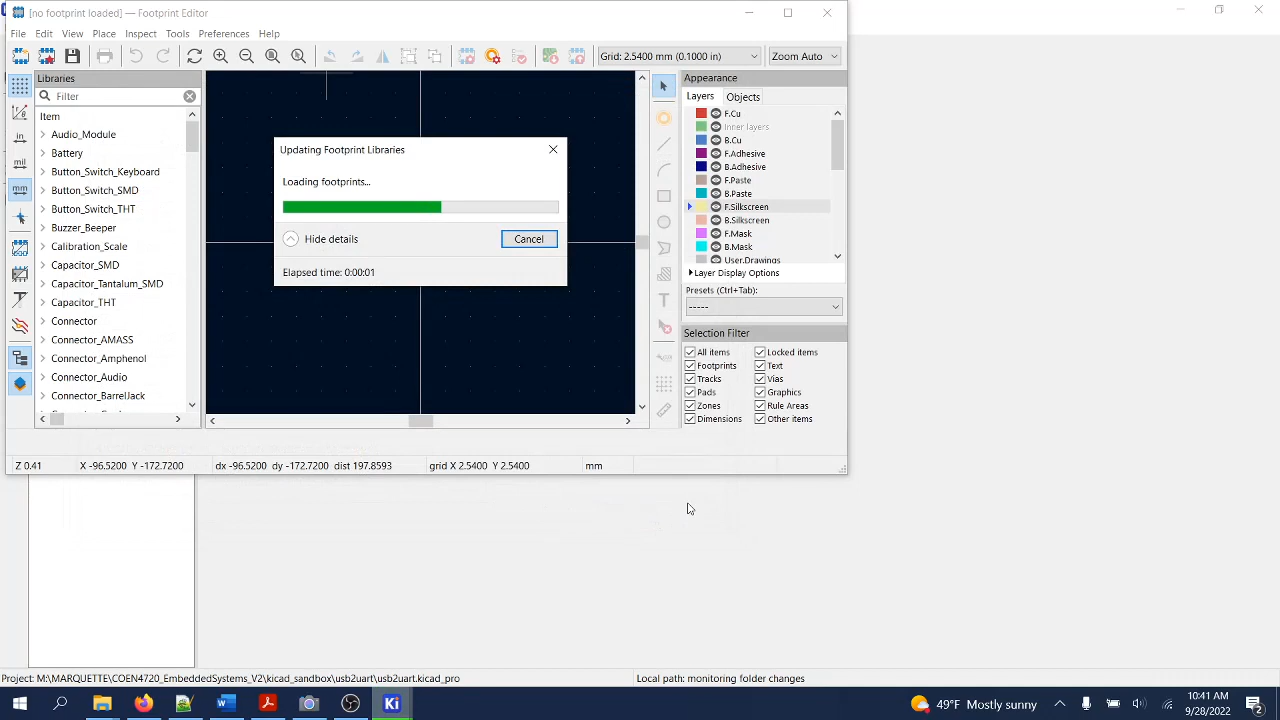 [no footprint loaded] — Footprint Editor
File Edit View Place Inspect Tools Preferences Help
Grid: 2.5400 mm (0.1000 in)
Zoom Auto
Libraries
Filter
Item
Audio_Module
Battery
Button_Switch_Keyboard
Button_Switch_SMD
Button_Switch_THT
Buzzer_Beeper
Calibration_Scale
Capacitor_SMD
Capacitor_Tantalum_SMD
Capacitor_THT
Connector
Connector_AMASS
Connector_Amphenol
Connector_Audio
Connector_BarrelJack
in
mil
mm
Updating Footprint Libraries
Loading footprints...
Hide details
Cancel
Elapsed time: 0:00:01
Appearance
Layers Objects
F.Cu
Inner layers
B.Cu
F.Adhesive
B.Adhesive
F.Paste
B.Paste
F.Silkscreen
B.Silkscreen
F.Mask
B.Mask
User.Drawings
Layer Display Options
Presets (Ctrl+Tab):
-----
Selection Filter
All items Locked items
Footprints Text
Tracks Vias
Pads Graphics
Zones Rule Areas
Dimensions Other items
Z 0.41 X -96.5200 Y -172.7200 dx -96.5200 dy -172.7200 dist 197.8593 grid X 2.5400 Y 2.5400 mm
Project: M:\MARQUETTE\COEN4720_EmbeddedSystems_V2\kicad_sandbox\usb2uart\usb2uart.kicad_pro
Local path: monitoring folder changes
Ki
49°F Mostly sunny
10:41 AM
9/28/2022
2